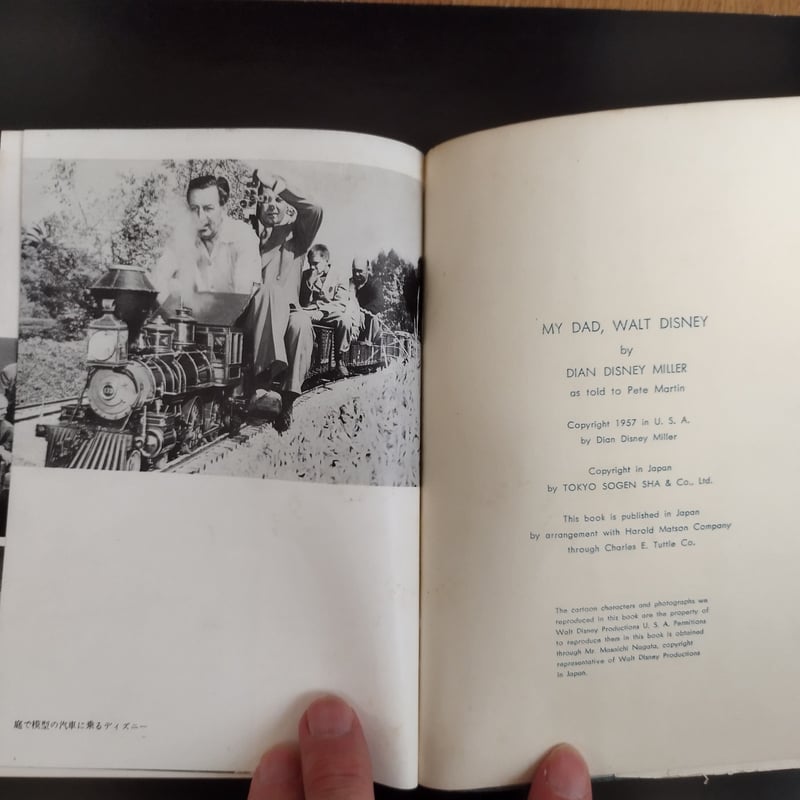 庭で模型の汽車に乗るディズニー
MY DAD, WALT DISNEY
by
DIAN DISNEY MILLER
as told to Pete Martin
Copyright 1957 in U. S. A.
by Dian Disney Miller
Copyright in Japan
by TOKYO SOGEN SHA & Co., Ltd.
This book is published in Japan
by arrangement with Harold Matson Company
through Charles E. Tuttle Co.
The cartoon characters and photographs we
reproduced in this book are the property of
Walt Disney Productions U. S. A. Permitions
to reproduce them in this book is obtained
through Mr. Masaichi Nagata, copyright
representative of Walt Disney Productions
in Japan.